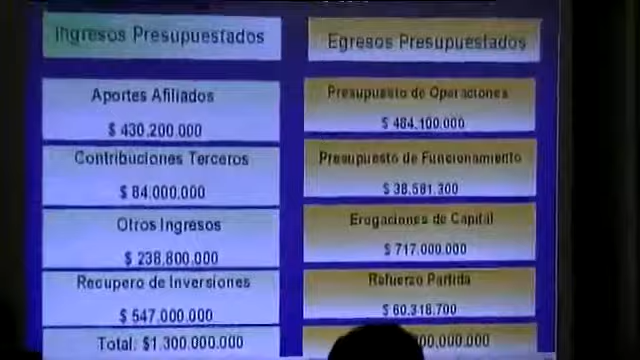 Ingresos Presupuestados
Aportes Afiliados
$ 430.200.000
Contribuciones Terceros
$ 84.000.000
Otros Ingresos
$ 238.800.000
Recupero de Inversiones
$ 547.000.000
Total: $1.300.000.000
Egresos Presupuestados
Presupuesto de Operaciones
$ 484.100.000
Presupuesto de Funcionamiento
$ 38.581.300
Erogaciones de Capital
$ 717.000.000
Refuerzo Partida
$ 60.318.700